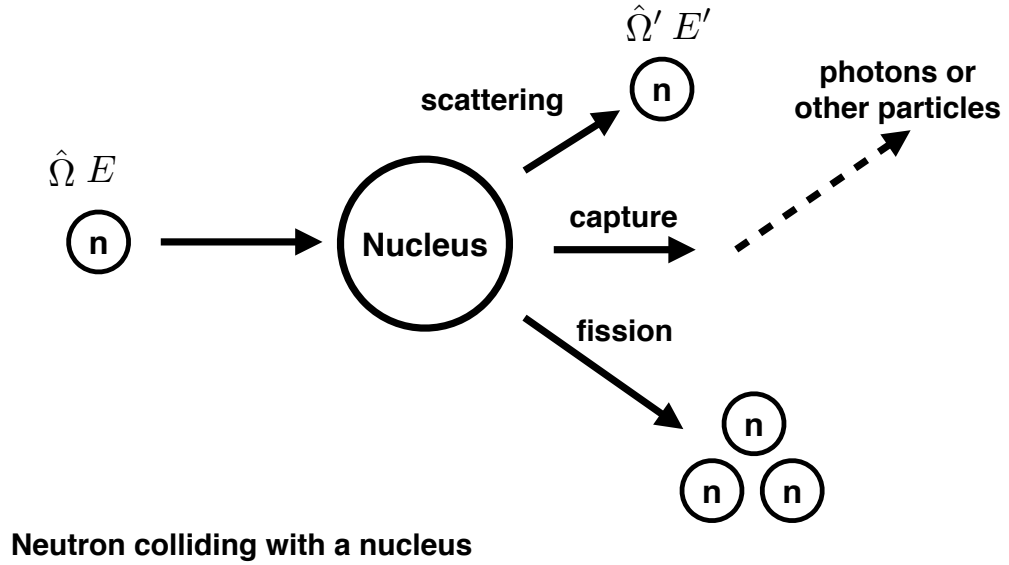 Ω̂′ E′
photons or
other particles
n
scattering
Ω̂ E
n
Nucleus
capture
fission
n
n n
Neutron colliding with a nucleus